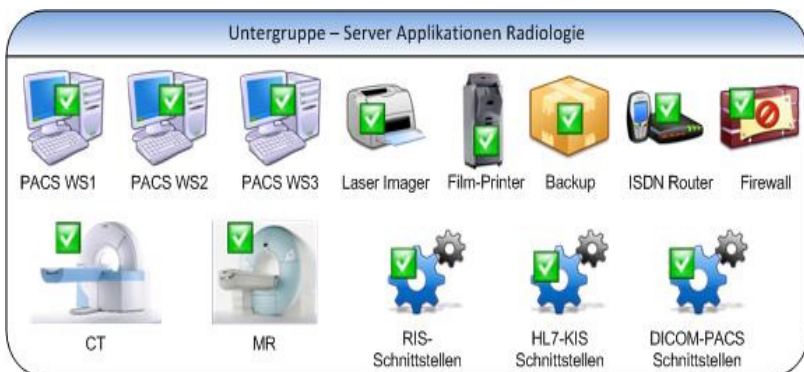 Untergruppe – Server Applikationen Radiologie
PACS WS1
PACS WS2
PACS WS3
Laser Imager
Film-Printer
Backup
ISDN Router
Firewall
CT
MR
RIS-
Schnittstellen
HL7-KIS
Schnittstellen
DICOM-PACS
Schnittstellen